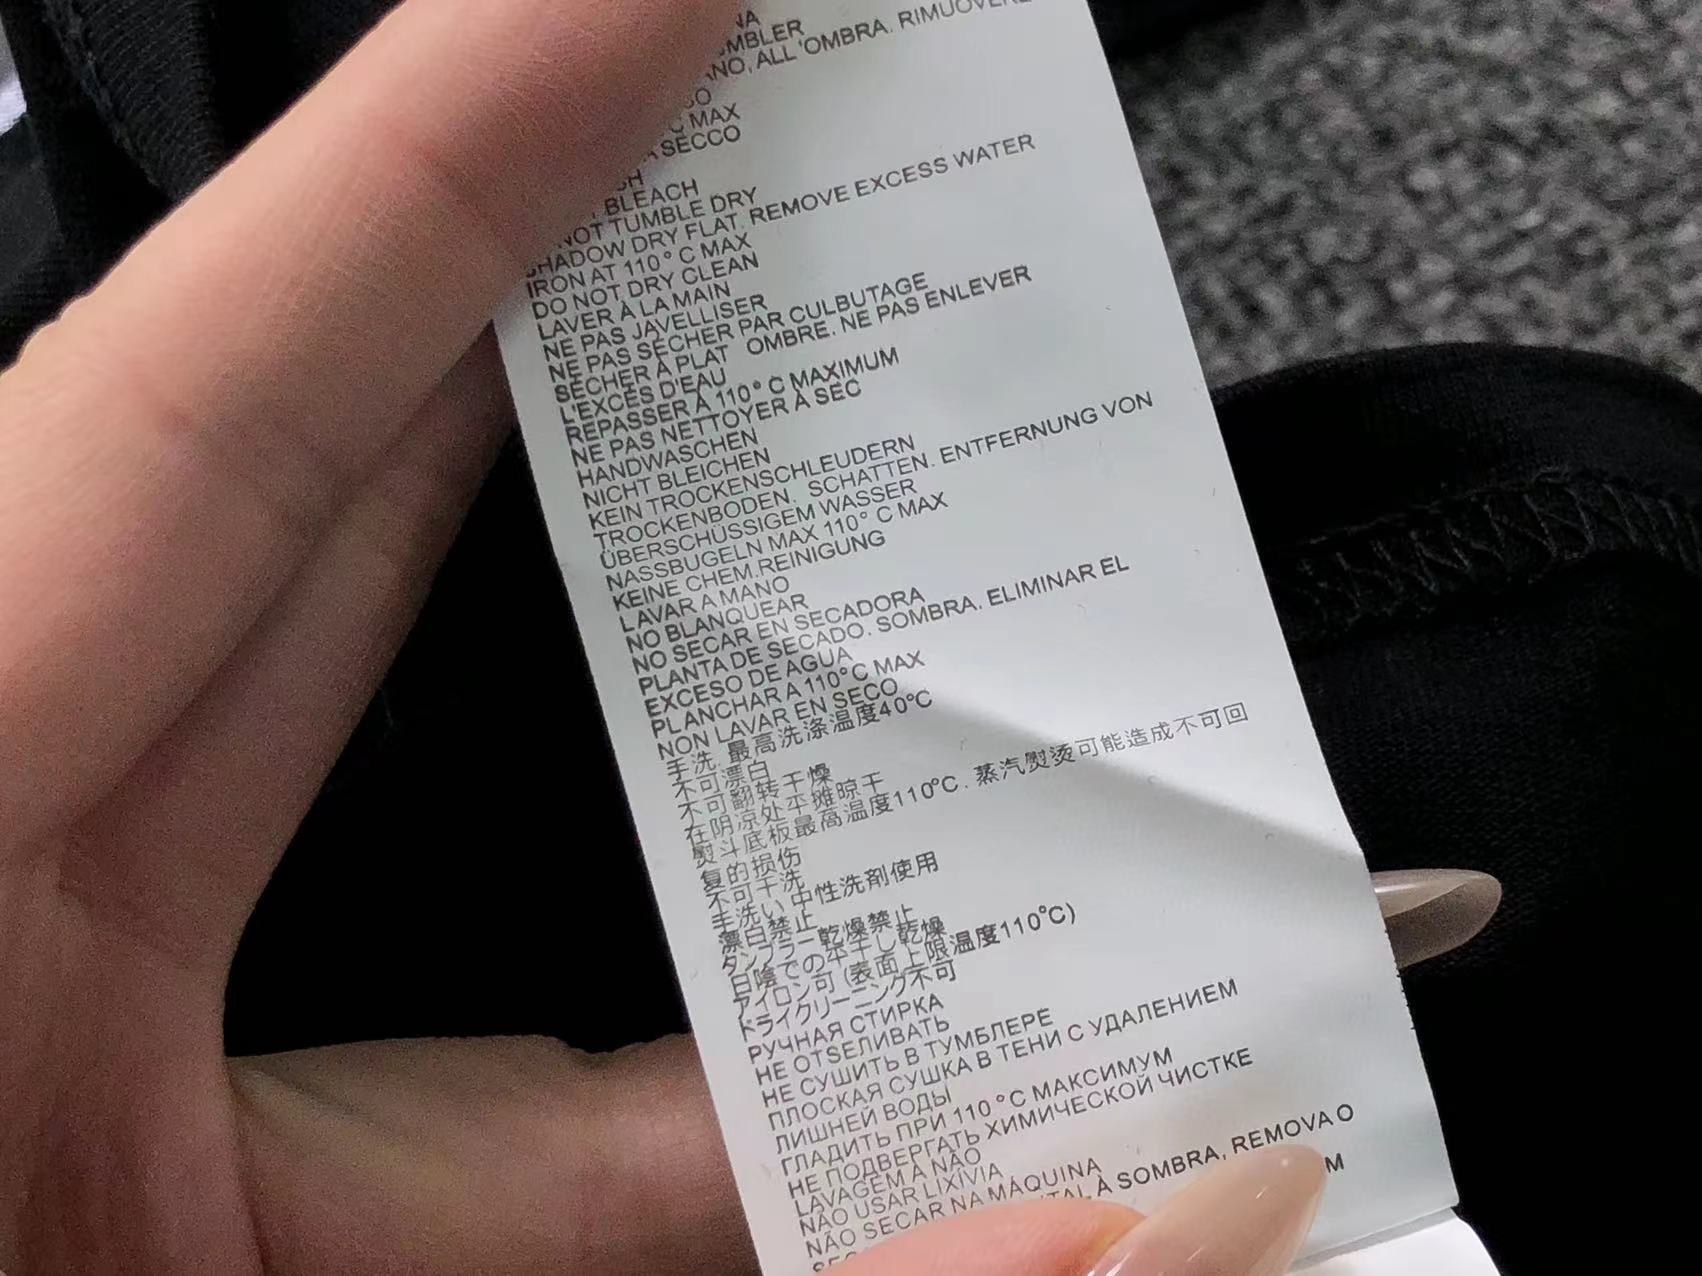 MBLER
ALL'OMBRA. RIMUOVERE
MAX
SECCO
BLEACH
NOT TUMBLE DRY
SHADOW DRY FLAT, REMOVE EXCESS WATER
IRON AT 110° C MAX
DO NOT DRY CLEAN
LAVER À LA MAIN
NE PAS JAVELLISER
NE PAS SÉCHER PAR CULBUTAGE
SÉCHER À PLAT OMBRE. NE PAS ENLEVER
L'EXCÈS D'EAU
REPASSER À 110° C MAXIMUM
NE PAS NETTOYER À SEC
HANDWASCHEN
NICHT BLEICHEN
KEIN TROCKENSCHLEUDERN
TROCKENBODEN. SCHATTEN. ENTFERNUNG VON
ÜBERSCHÜSSIGEM WASSER
NASSBUGELN MAX 110° C MAX
KEINE CHEM.REINIGUNG
LAVAR A MANO
NO BLANQUEAR
NO SECAR EN SECADORA
PLANTA DE SECADO. SOMBRA. ELIMINAR EL
EXCESO DE AGUA
PLANCHAR A 110° C MAX
NON LAVAR EN SECO
手洗. 最高洗涤温度40℃
不可漂白
不可翻转干燥
在阴凉处平摊晾干
熨斗底板最高温度110℃. 蒸汽熨烫可能造成不可回
复的损伤
不可干洗
手洗い 中性洗剤使用
漂白禁止
タンブラー乾燥禁止
日陰での平干し乾燥
アイロン可 (表面上限温度110℃)
ドライクリーニング不可
РУЧНАЯ СТИРКА
НЕ OTSEЛИВАТЬ
НЕ СУШИТЬ В ТУМБЛЕРЕ
ПЛОСКАЯ СУШКА В ТЕНИ С УДАЛЕНИЕМ
ЛИШНЕЙ ВОДЫ
ГЛАДИТЬ ПРИ 110 °C МАКСИМУМ
НЕ ПОДВЕРГАТЬ ХИМИЧЕСКОЙ ЧИСТКЕ
LAVAGEM À NÃO
NÃO USAR LIXÍVIA
NÃO SECAR NA MÁQUINA
À SOMBRA, REMOVA O